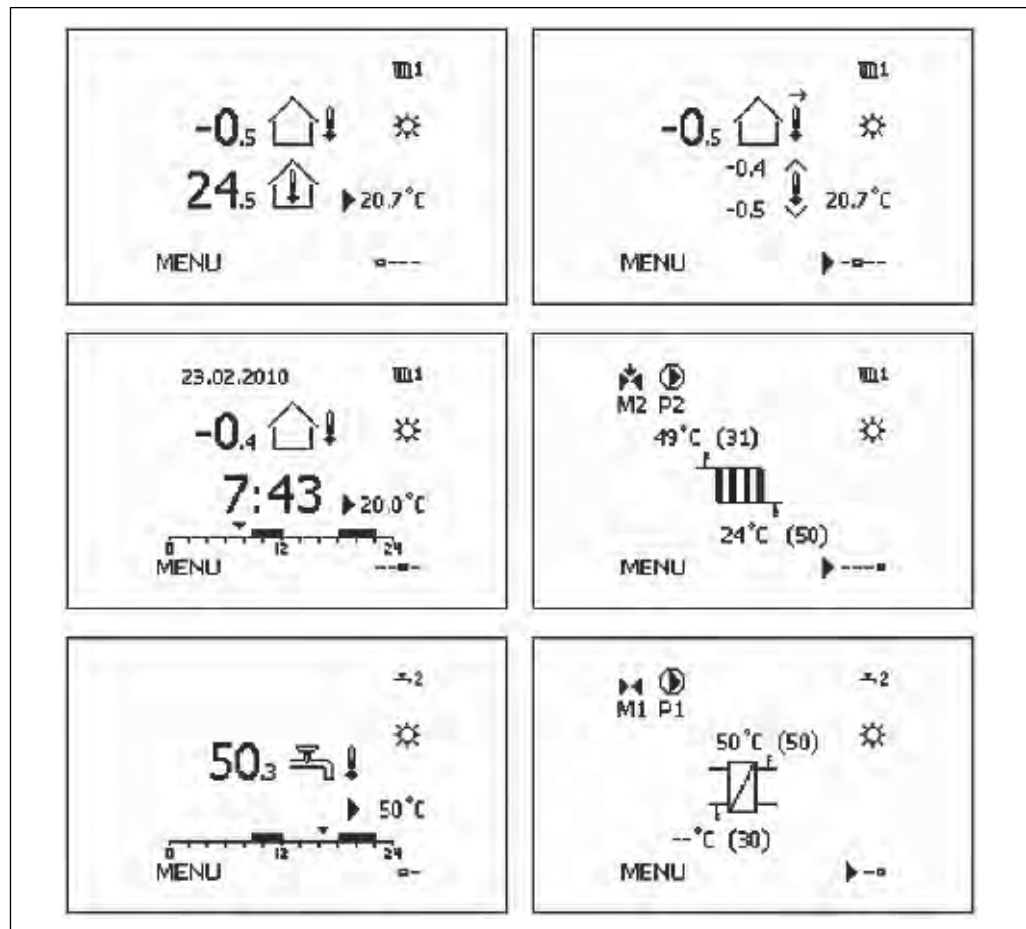 1
-0.5
24.5
20.7°C
MENU
1
-0.5
-0.4
-0.5
20.7°C
MENU
23.02.2010
1
-0.4
7:43
20.0°C
0 12 24
MENU
1
M2 P2
49°C (31)
24°C (50)
MENU
2
50.3
50°C
0 12 24
MENU
2
M1 P1
50°C (50)
--°C (30)
MENU